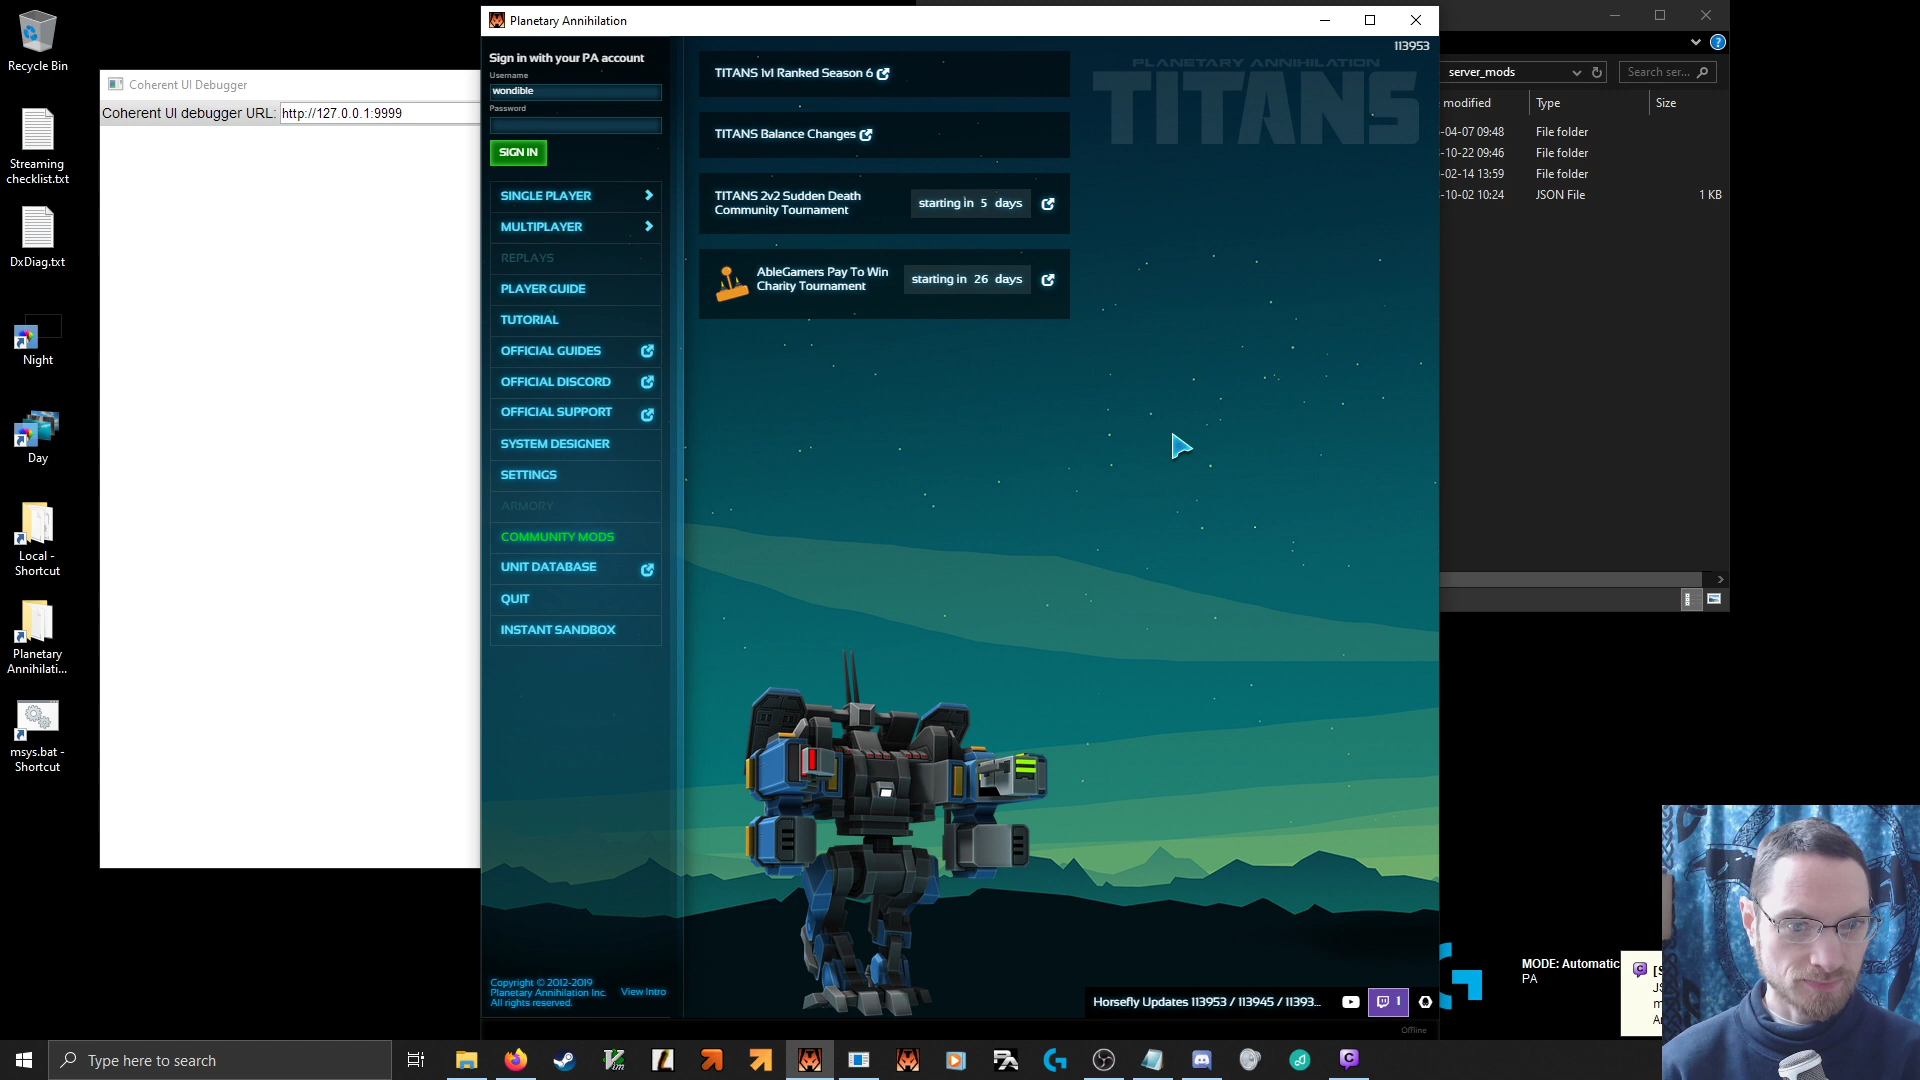 Recycle Bin
Streaming
checklist.txt
DxDiag.txt
Night
Day
Local -
Shortcut
Planetary
Annihilati...
msys.bat -
Shortcut
Coherent UI Debugger
Coherent UI debugger URL: http://127.0.0.1:9999
Planetary Annihilation
Sign in with your PA account
Username
wondible
Password
SIGN IN
SINGLE PLAYER
MULTIPLAYER
REPLAYS
PLAYER GUIDE
TUTORIAL
OFFICIAL GUIDES
OFFICIAL DISCORD
OFFICIAL SUPPORT
SYSTEM DESIGNER
SETTINGS
ARMORY
COMMUNITY MODS
UNIT DATABASE
QUIT
INSTANT SANDBOX
Copyright © 2012-2019
Planetary Annihilation Inc.
All rights reserved.
View Intro
TITANS 1v1 Ranked Season 6
TITANS Balance Changes
TITANS 2v2 Sudden Death
Community Tournament
starting in 5 days
AbleGamers Pay To Win
Charity Tournament
starting in 26 days
113953
PLANETARY ANNIHILATION
TITANS
Horsefly Updates 113953 / 113945 / 11393...
1
Offline
server_mods
Search ser...
modified Type Size
-04-07 09:48 File folder
-10-22 09:46 File folder
-02-14 13:59 File folder
-10-02 10:24 JSON File 1 KB
MODE: Automatic
PA
Type here to search